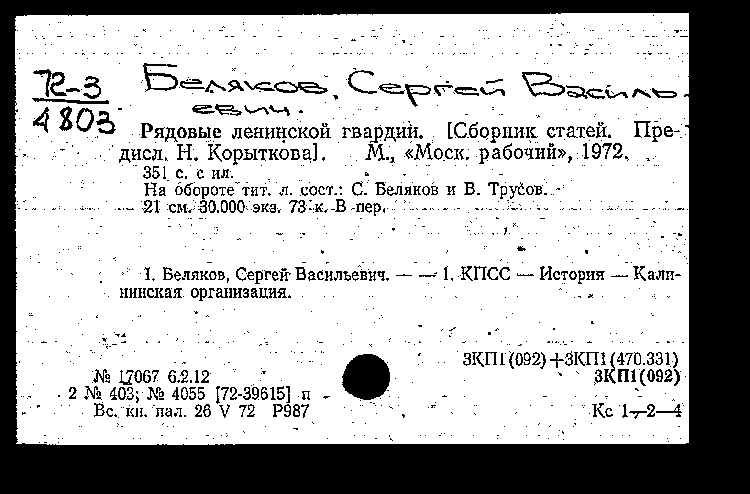 72-3
4803
Беляков, Сергей Василь-
евич.
Рядовые ленинской гвардии. [Сборник статей. Пре-
дисл. Н. Корыткова]. М., «Моск. рабочий», 1972.
351 с. с ил.
На обороте тит. л. сост.: С. Беляков и В. Трусов.
21 см. 30.000 экз. 73 к. В пер.
I. Беляков, Сергей Васильевич. — — 1. КПСС — История — Кали-
нинская организация.
3КП1(092)+3КП1(470.331)
3КП1(092)
№ 17067 6.2.12
2 № 403; № 4055 [72-39615] п
Вс. кн. пал. 26 V 72 Р987
Кс 1—2—4